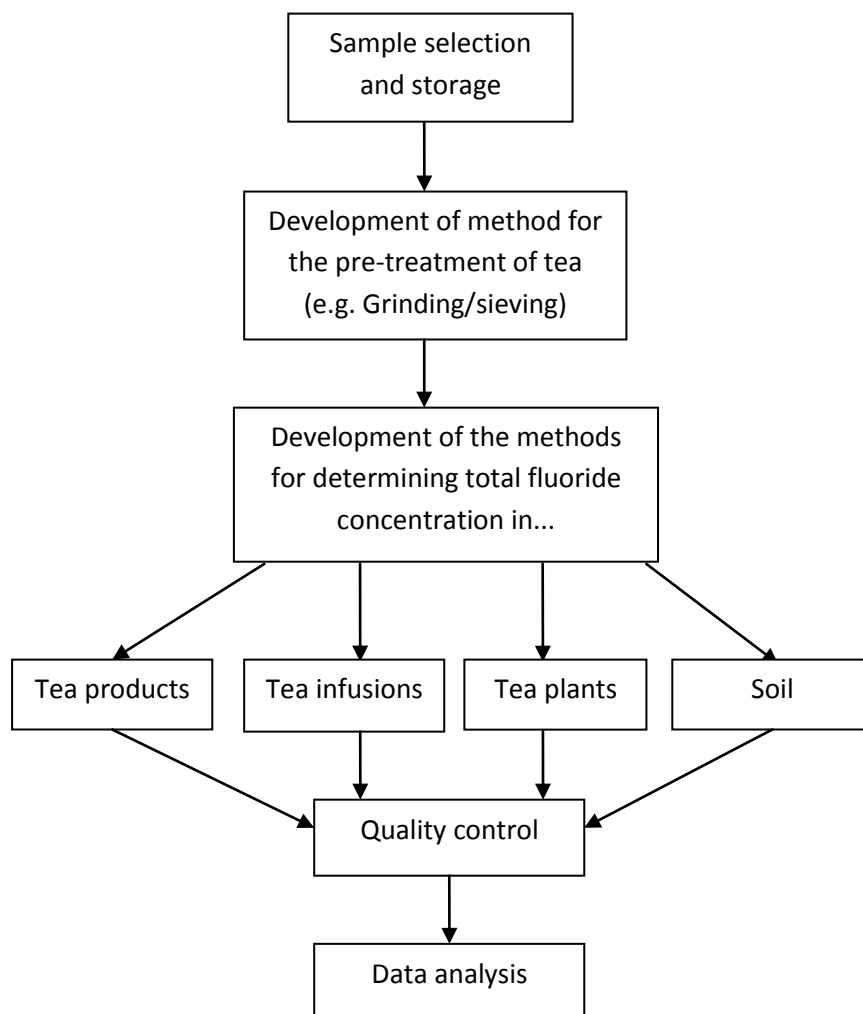 Sample selection
and storage
Development of method for
the pre-treatment of tea
(e.g. Grinding/sieving)
Development of the methods
for determining total fluoride
concentration in...
Tea products
Tea infusions
Tea plants
Soil
Quality control
Data analysis